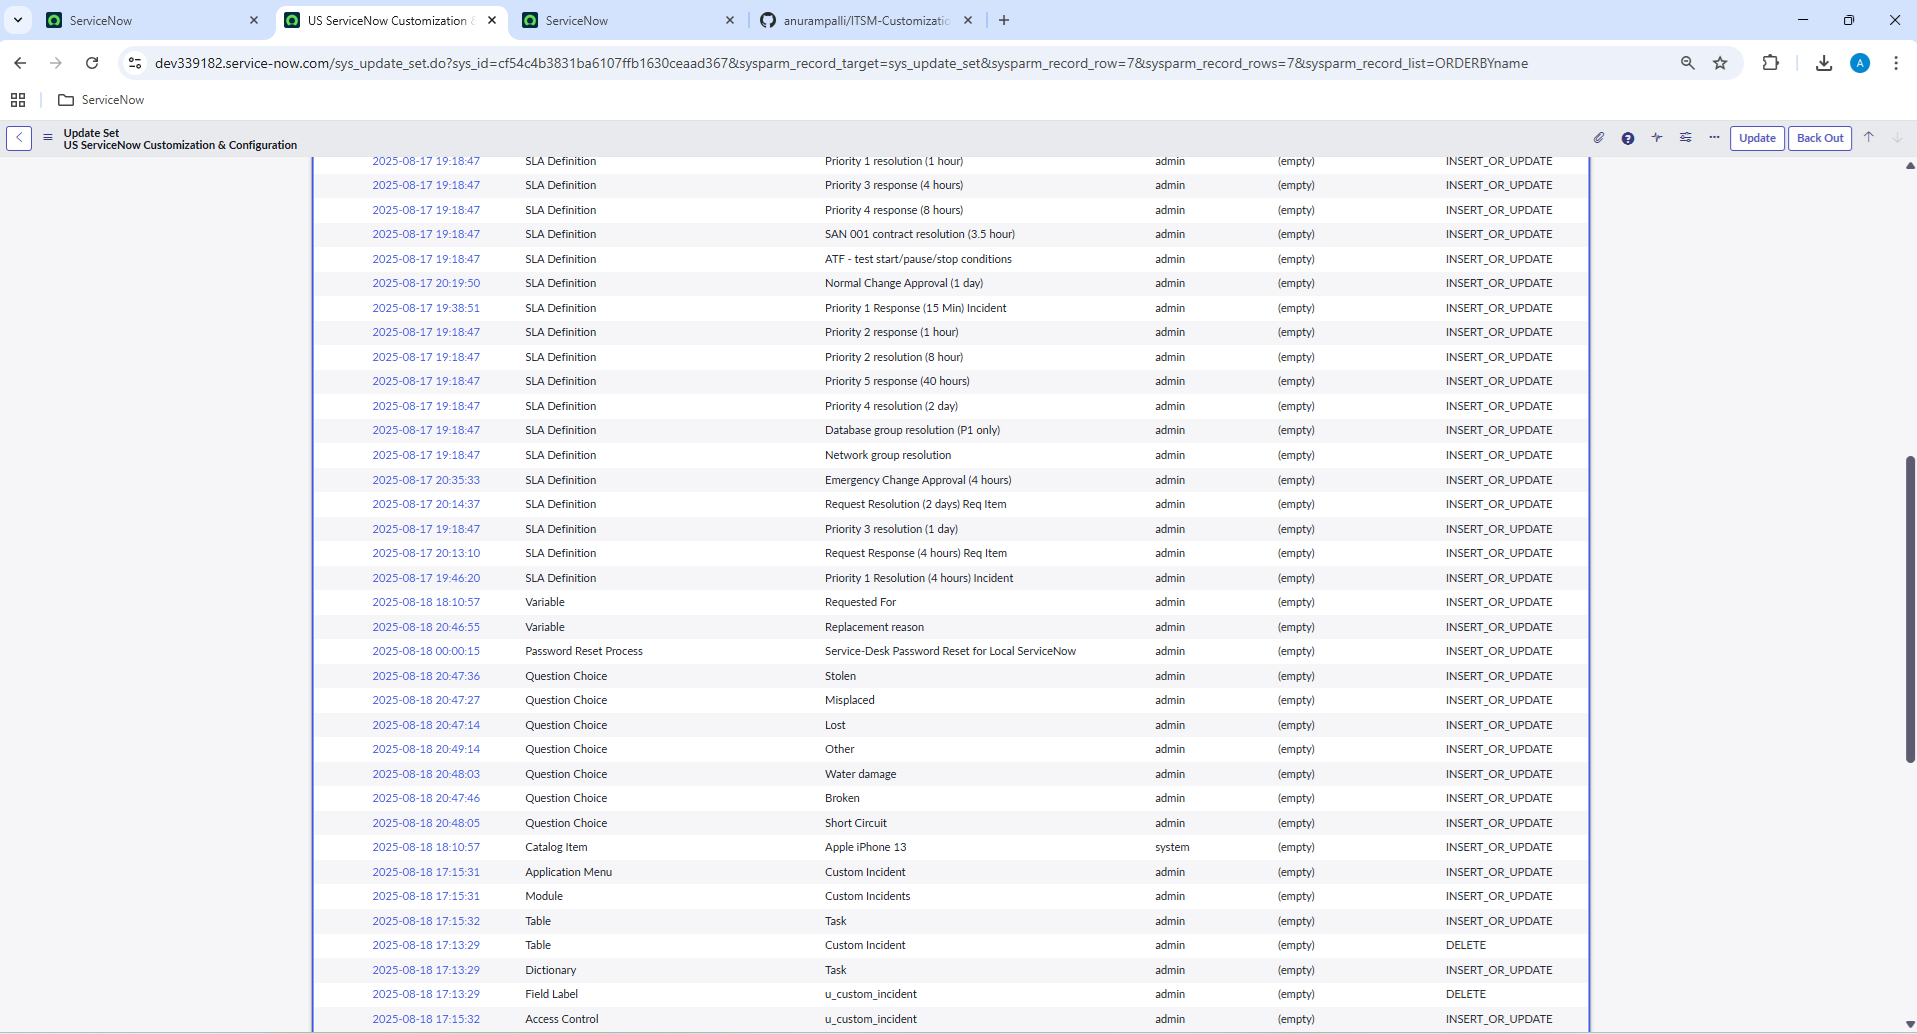 ServiceNow
US ServiceNow Customization &
ServiceNow
anurampalli/ITSM-Customizatio
dev339182.service-now.com/sys_update_set.do?sys_id=cf54c4b3831ba6107ffb1630ceaad367&sysparm_record_target=sys_update_set&sysparm_record_row=7&sysparm_record_rows=7&sysparm_record_list=ORDERBYname
A
ServiceNow
Update Set
US ServiceNow Customization & Configuration
Update
Back Out
2025-08-17 19:18:47 SLA Definition Priority 1 resolution (1 hour) admin (empty) INSERT_OR_UPDATE
2025-08-17 19:18:47 SLA Definition Priority 3 response (4 hours) admin (empty) INSERT_OR_UPDATE
2025-08-17 19:18:47 SLA Definition Priority 4 response (8 hours) admin (empty) INSERT_OR_UPDATE
2025-08-17 19:18:47 SLA Definition SAN 001 contract resolution (3.5 hour) admin (empty) INSERT_OR_UPDATE
2025-08-17 19:18:47 SLA Definition ATF - test start/pause/stop conditions admin (empty) INSERT_OR_UPDATE
2025-08-17 20:19:50 SLA Definition Normal Change Approval (1 day) admin (empty) INSERT_OR_UPDATE
2025-08-17 19:38:51 SLA Definition Priority 1 Response (15 Min) Incident admin (empty) INSERT_OR_UPDATE
2025-08-17 19:18:47 SLA Definition Priority 2 response (1 hour) admin (empty) INSERT_OR_UPDATE
2025-08-17 19:18:47 SLA Definition Priority 2 resolution (8 hour) admin (empty) INSERT_OR_UPDATE
2025-08-17 19:18:47 SLA Definition Priority 5 response (40 hours) admin (empty) INSERT_OR_UPDATE
2025-08-17 19:18:47 SLA Definition Priority 4 resolution (2 day) admin (empty) INSERT_OR_UPDATE
2025-08-17 19:18:47 SLA Definition Database group resolution (P1 only) admin (empty) INSERT_OR_UPDATE
2025-08-17 19:18:47 SLA Definition Network group resolution admin (empty) INSERT_OR_UPDATE
2025-08-17 20:35:33 SLA Definition Emergency Change Approval (4 hours) admin (empty) INSERT_OR_UPDATE
2025-08-17 20:14:37 SLA Definition Request Resolution (2 days) Req Item admin (empty) INSERT_OR_UPDATE
2025-08-17 19:18:47 SLA Definition Priority 3 resolution (1 day) admin (empty) INSERT_OR_UPDATE
2025-08-17 20:13:10 SLA Definition Request Response (4 hours) Req Item admin (empty) INSERT_OR_UPDATE
2025-08-17 19:46:20 SLA Definition Priority 1 Resolution (4 hours) Incident admin (empty) INSERT_OR_UPDATE
2025-08-18 18:10:57 Variable Requested For admin (empty) INSERT_OR_UPDATE
2025-08-18 20:46:55 Variable Replacement reason admin (empty) INSERT_OR_UPDATE
2025-08-18 00:00:15 Password Reset Process Service-Desk Password Reset for Local ServiceNow admin (empty) INSERT_OR_UPDATE
2025-08-18 20:47:36 Question Choice Stolen admin (empty) INSERT_OR_UPDATE
2025-08-18 20:47:27 Question Choice Misplaced admin (empty) INSERT_OR_UPDATE
2025-08-18 20:47:14 Question Choice Lost admin (empty) INSERT_OR_UPDATE
2025-08-18 20:49:14 Question Choice Other admin (empty) INSERT_OR_UPDATE
2025-08-18 20:48:03 Question Choice Water damage admin (empty) INSERT_OR_UPDATE
2025-08-18 20:47:46 Question Choice Broken admin (empty) INSERT_OR_UPDATE
2025-08-18 20:48:05 Question Choice Short Circuit admin (empty) INSERT_OR_UPDATE
2025-08-18 18:10:57 Catalog Item Apple iPhone 13 system (empty) INSERT_OR_UPDATE
2025-08-18 17:15:31 Application Menu Custom Incident admin (empty) INSERT_OR_UPDATE
2025-08-18 17:15:31 Module Custom Incidents admin (empty) INSERT_OR_UPDATE
2025-08-18 17:15:32 Table Task admin (empty) INSERT_OR_UPDATE
2025-08-18 17:13:29 Table Custom Incident admin (empty) DELETE
2025-08-18 17:13:29 Dictionary Task admin (empty) INSERT_OR_UPDATE
2025-08-18 17:13:29 Field Label u_custom_incident admin (empty) DELETE
2025-08-18 17:15:32 Access Control u_custom_incident admin (empty) INSERT_OR_UPDATE